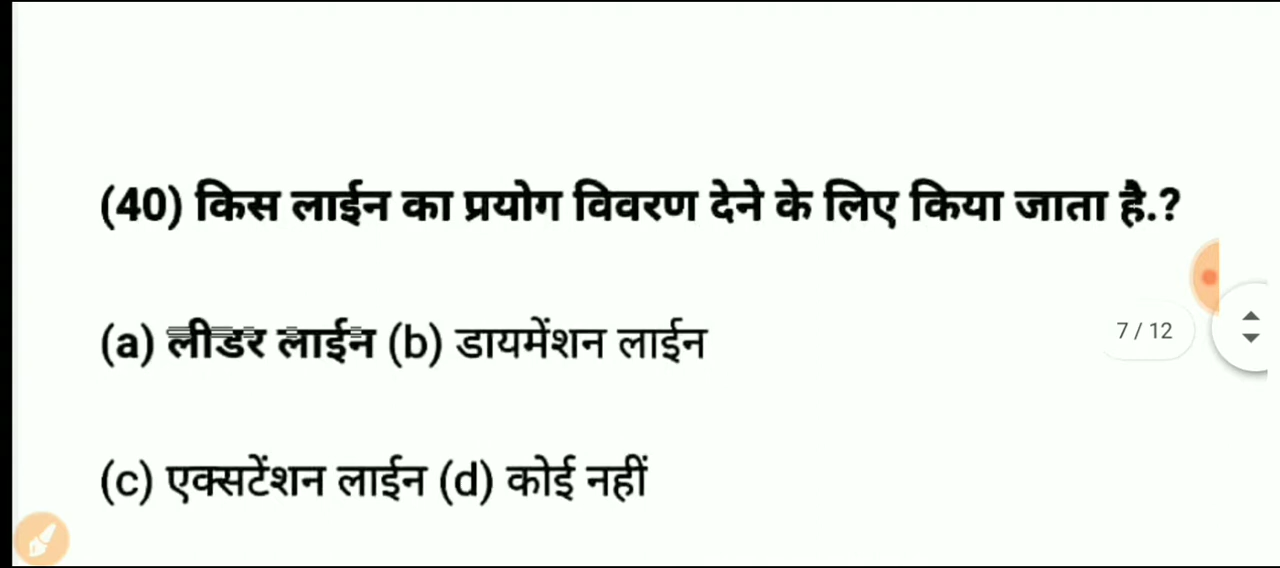 (40) किस लाईन का प्रयोग विवरण देने के लिए किया जाता है.?
(a) लीडर लाईन (b) डायमेंशन लाईन
7 / 12
(c) एक्सटेंशन लाईन (d) कोई नहीं